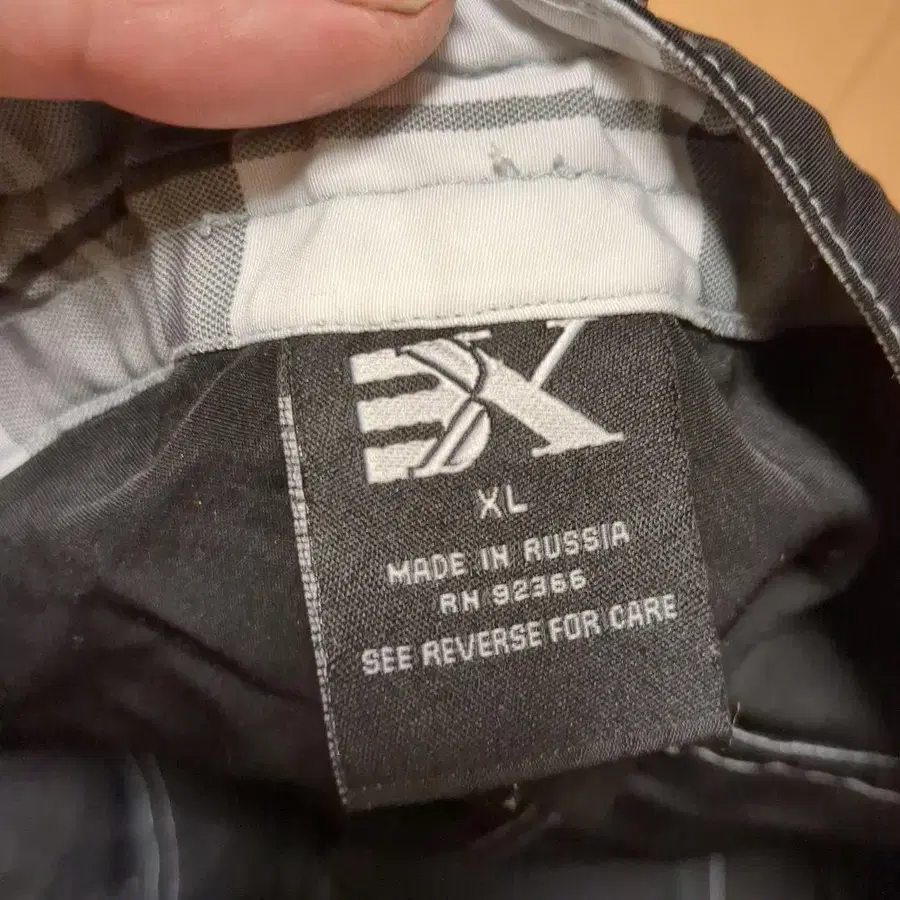 XL
MADE IN RUSSIA
RN 92366
SEE REVERSE FOR CARE